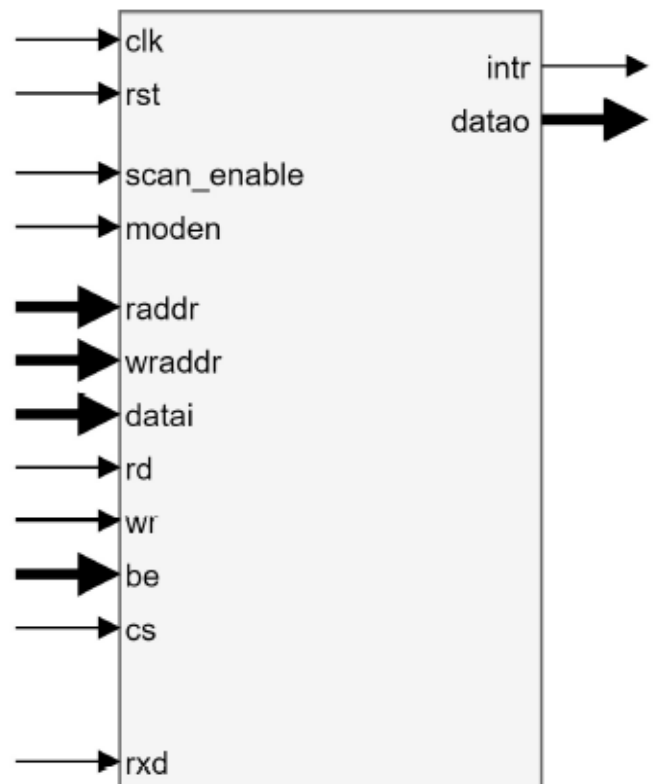 clk
intr
rst
datao
scan_enable
moden
raddr
wraddr
datai
rd
wr
be
cs
rxd